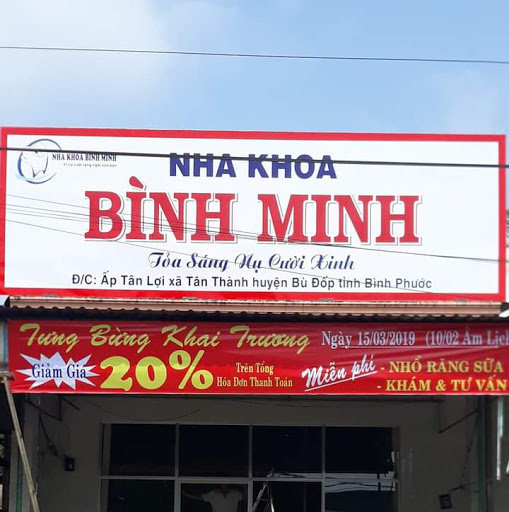 NHA KHOA BÌNH MINH
NHA KHOA
BÌNH MINH
Tỏa Sáng Nụ Cười Xinh
Đ/C: Ấp Tân Lợi xã Tân Thành huyện Bù Đốp tỉnh Bình Phước
Tưng Bừng Khai Trương Ngày 15/03/2019 (10/02 Âm Lịch
Giảm Giá 20% Trên Tổng Hóa Đơn Thanh Toán
Miễn phí - NHỔ RĂNG SỮA
- KHÁM & TƯ VẤN